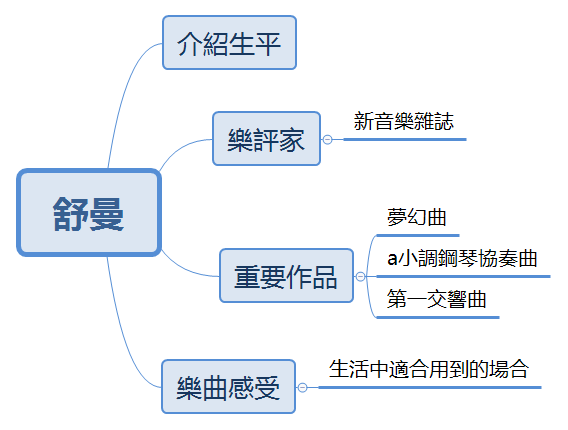 舒曼
介紹生平
樂評家
新音樂雜誌
重要作品
夢幻曲
a小調鋼琴協奏曲
第一交響曲
樂曲感受
生活中適合用到的場合